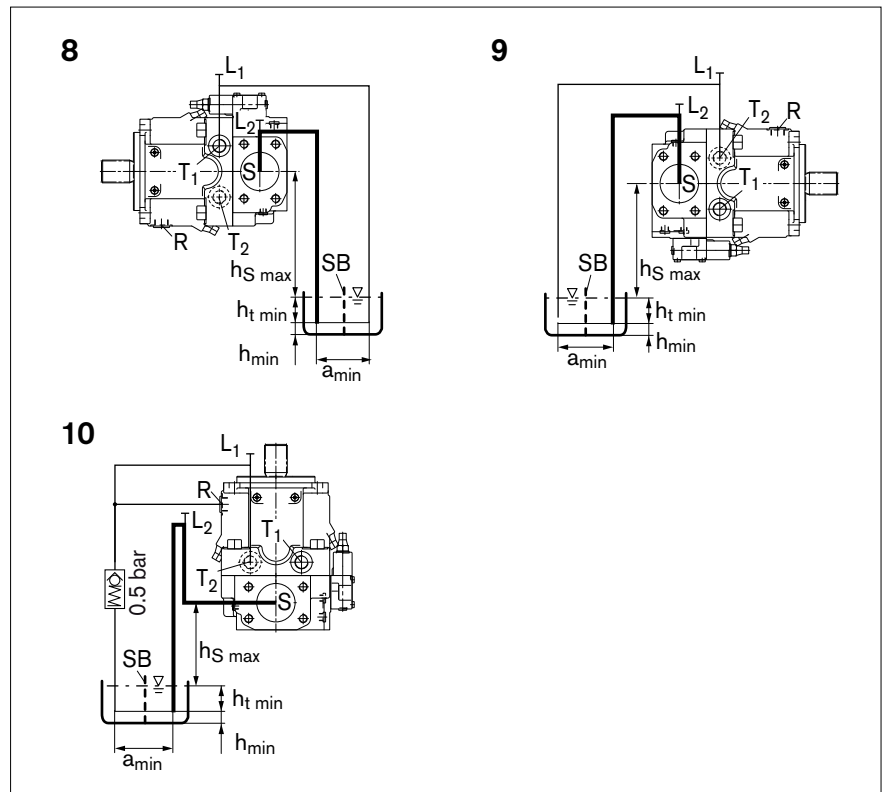 8
L1
L2
T1
S
R
T2
hS max
SB
ht min
hmin
amin
9
L1
L2
T2
R
S
T1
hS max
SB
ht min
hmin
amin
10
L1
R
L2
T1
T2
S
0.5 bar
hS max
SB
ht min
hmin
amin